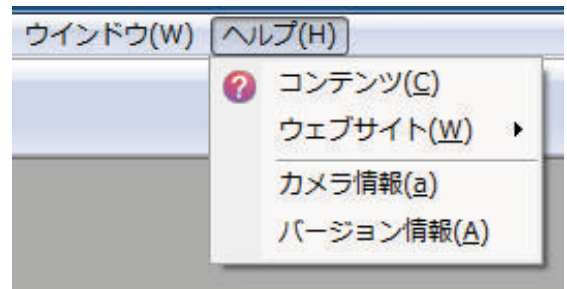 ウインドウ(W) ヘルプ(H)
コンテンツ(C)
ウェブサイト(W)
カメラ情報(a)
バージョン情報(A)